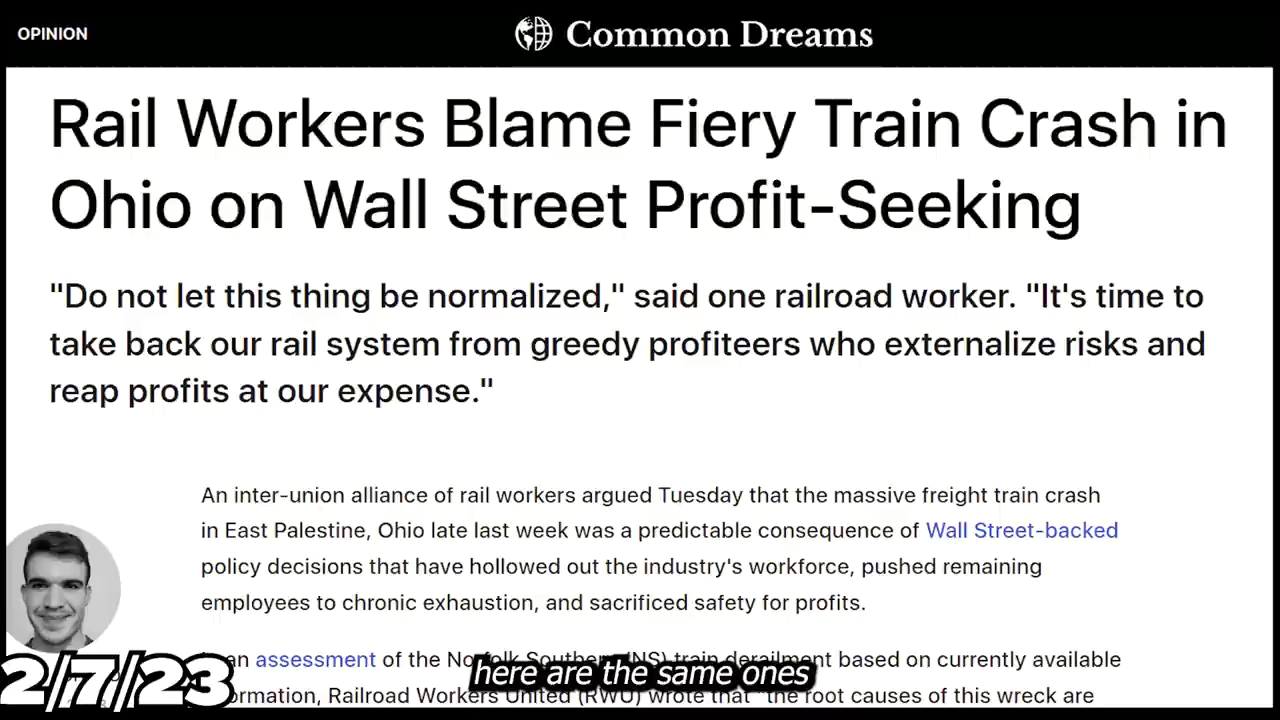 OPINION
Common Dreams
Rail Workers Blame Fiery Train Crash in
Ohio on Wall Street Profit-Seeking
"Do not let this thing be normalized," said one railroad worker. "It's time to
take back our rail system from greedy profiteers who externalize risks and
reap profits at our expense."
An inter-union alliance of rail workers argued Tuesday that the massive freight train crash
in East Palestine, Ohio late last week was a predictable consequence of Wall Street-backed
policy decisions that have hollowed out the industry's workforce, pushed remaining
employees to chronic exhaustion, and sacrificed safety for profits.
an assessment of the Norfolk Southern (NS) train derailment based on currently available
here are the same ones
2/7/23
Railroad Workers United (RWU) wrote that "the root causes of this wreck are